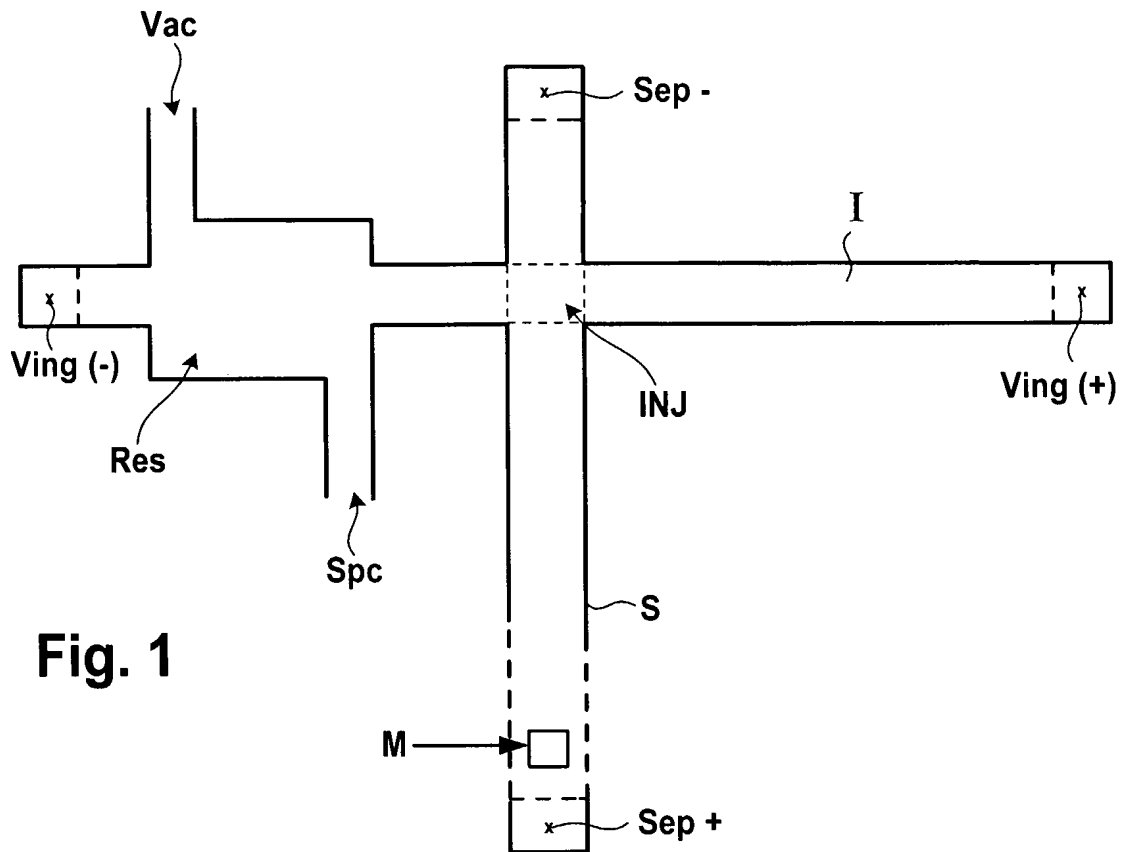 Vac
Sep -
I
Ving (-)
INJ
Ving (+)
Res
Spc
S
Fig. 1
M
Sep +